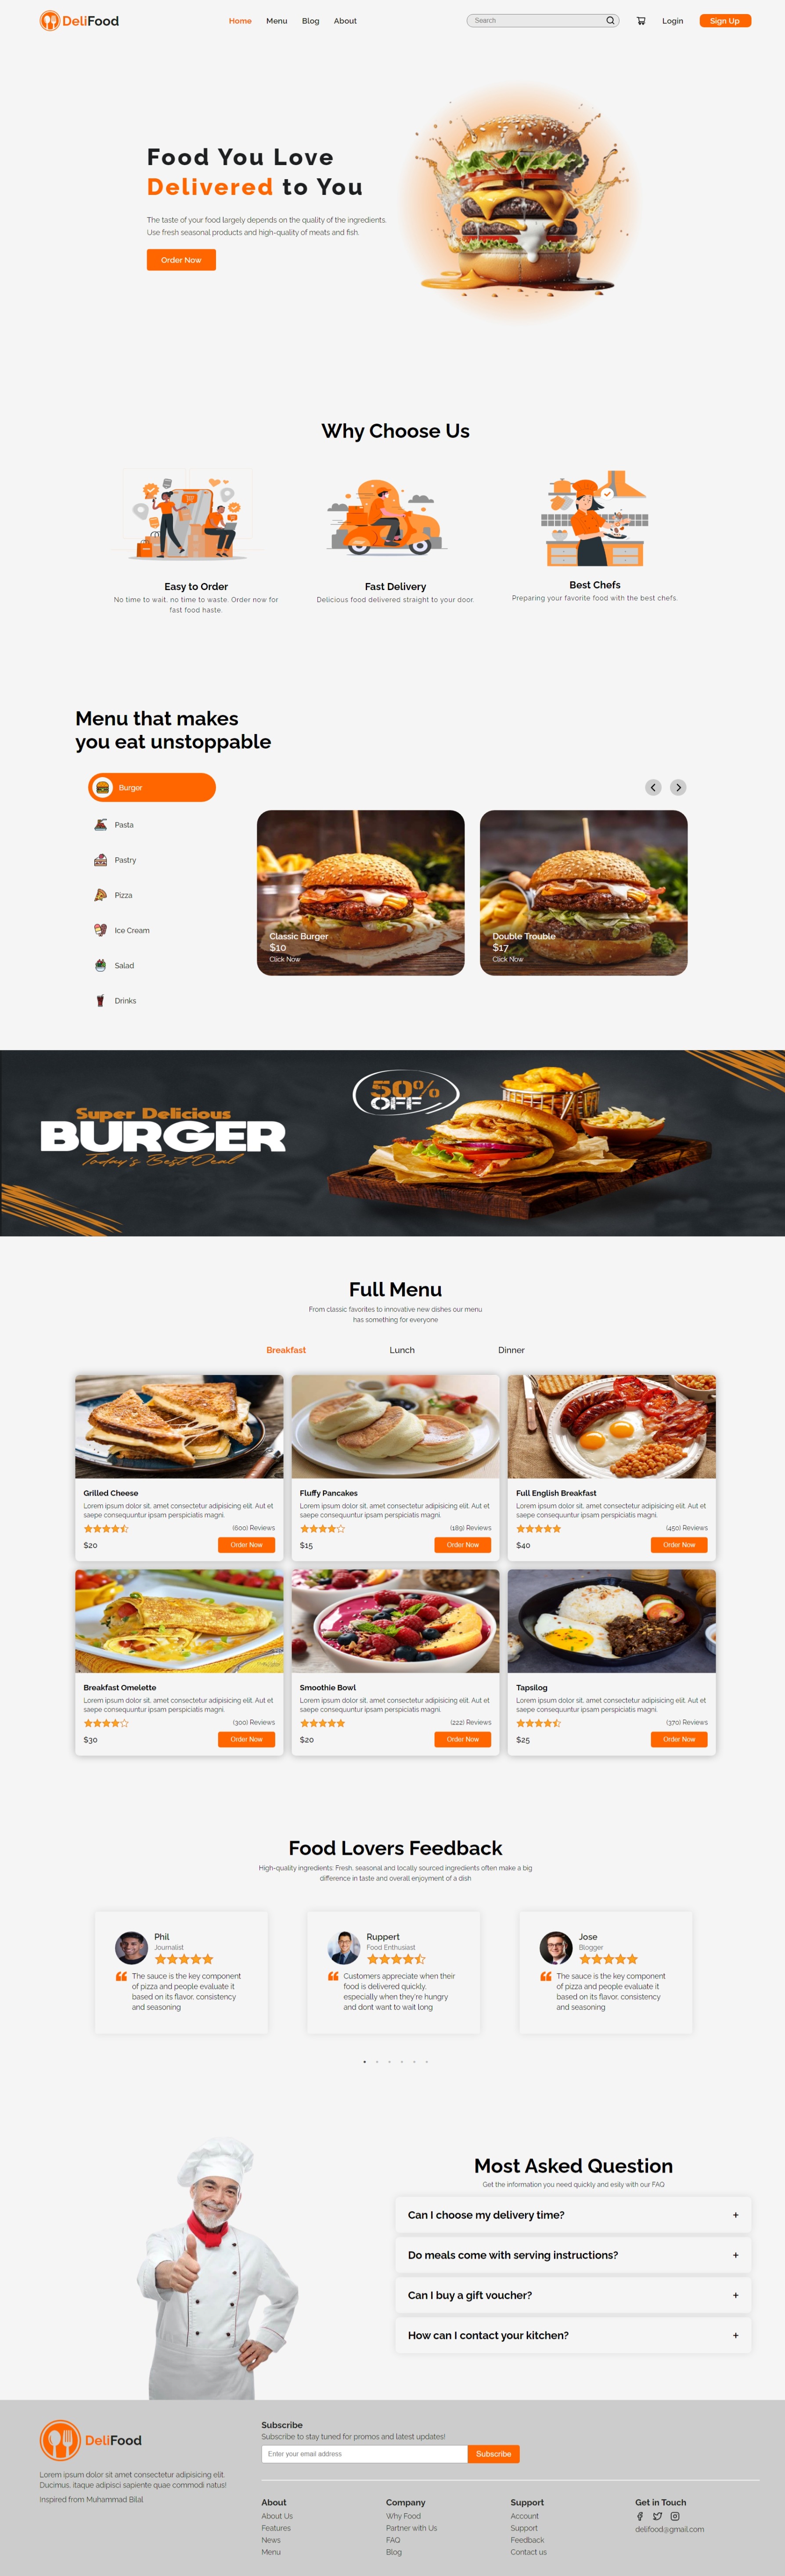 DeliFood
Home Menu Blog About
Search
Login
Sign Up
Food You Love
Delivered to You
The taste of your food largely depends on the quality of the ingredients.
Use fresh seasonal products and high-quality of meats and fish.
Order Now
Why Choose Us
Easy to Order
No time to wait, no time to waste. Order now for
fast food haste.
Fast Delivery
Delicious food delivered straight to your door.
Best Chefs
Preparing your favorite food with the best chefs.
Menu that makes
you eat unstoppable
Burger
Pasta
Pastry
Pizza
Ice Cream
Salad
Drinks
Classic Burger
$10
Click Now
Double Trouble
$17
Click Now
Super Delicious
BURGER
Today's Best Deal
50%
OFF
Full Menu
From classic favorites to innovative new dishes our menu
has something for everyone
Breakfast Lunch Dinner
Grilled Cheese
Lorem ipsum dolor sit, amet consectetur adipisicing elit. Aut et
saepe consequuntur ipsam perspiciatis magni.
(600) Reviews
$20
Order Now
Fluffy Pancakes
Lorem ipsum dolor sit, amet consectetur adipisicing elit. Aut et
saepe consequuntur ipsam perspiciatis magni.
(189) Reviews
$15
Order Now
Full English Breakfast
Lorem ipsum dolor sit, amet consectetur adipisicing elit. Aut et
saepe consequuntur ipsam perspiciatis magni.
(450) Reviews
$40
Order Now
Breakfast Omelette
Lorem ipsum dolor sit, amet consectetur adipisicing elit. Aut et
saepe consequuntur ipsam perspiciatis magni.
(300) Reviews
$30
Order Now
Smoothie Bowl
Lorem ipsum dolor sit, amet consectetur adipisicing elit. Aut et
saepe consequuntur ipsam perspiciatis magni.
(222) Reviews
$20
Order Now
Tapsilog
Lorem ipsum dolor sit, amet consectetur adipisicing elit. Aut et
saepe consequuntur ipsam perspiciatis magni.
(370) Reviews
$25
Order Now
Food Lovers Feedback
High-quality ingredients: Fresh, seasonal and locally sourced ingredients often make a big
difference in taste and overall enjoyment of a dish
Phil
Journalist
The sauce is the key component
of pizza and people evaluate it
based on its flavor, consistency
and seasoning
Ruppert
Food Enthusiast
Customers appreciate when their
food is delivered quickly,
especially when they're hungry
and dont want to wait long
Jose
Blogger
The sauce is the key component
of pizza and people evaluate it
based on its flavor, consistency
and seasoning
Most Asked Question
Get the information you need quickly and esily with our FAQ
Can I choose my delivery time? +
Do meals come with serving instructions? +
Can I buy a gift voucher? +
How can I contact your kitchen? +
DeliFood
Lorem ipsum dolor sit amet consectetur adipisicing elit.
Ducimus, itaque adipisci sapiente quae commodi natus!
Inspired from Muhammad Bilal
Subscribe
Subscribe to stay tuned for promos and latest updates!
Enter your email address
Subscribe
About
About Us
Features
News
Menu
Company
Why Food
Partner with Us
FAQ
Blog
Support
Account
Support
Feedback
Contact us
Get in Touch
delifood@gmail.com